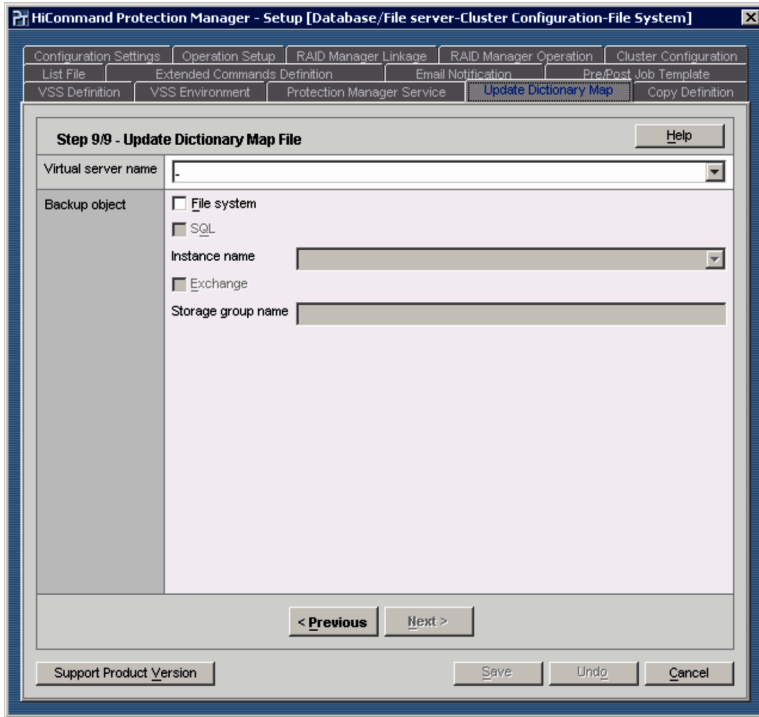 HiCommand Protection Manager - Setup [Database/File server-Cluster Configuration-File System]
Configuration Settings Operation Setup RAID Manager Linkage RAID Manager Operation Cluster Configuration
List File Extended Commands Definition Email Notification Pre/Post Job Template
VSS Definition VSS Environment Protection Manager Service Update Dictionary Map Copy Definition
Step 9/9 - Update Dictionary Map File Help
Virtual server name -
Backup object File system
SQL
Instance name
Exchange
Storage group name
< Previous Next >
Support Product Version Save Undo Cancel